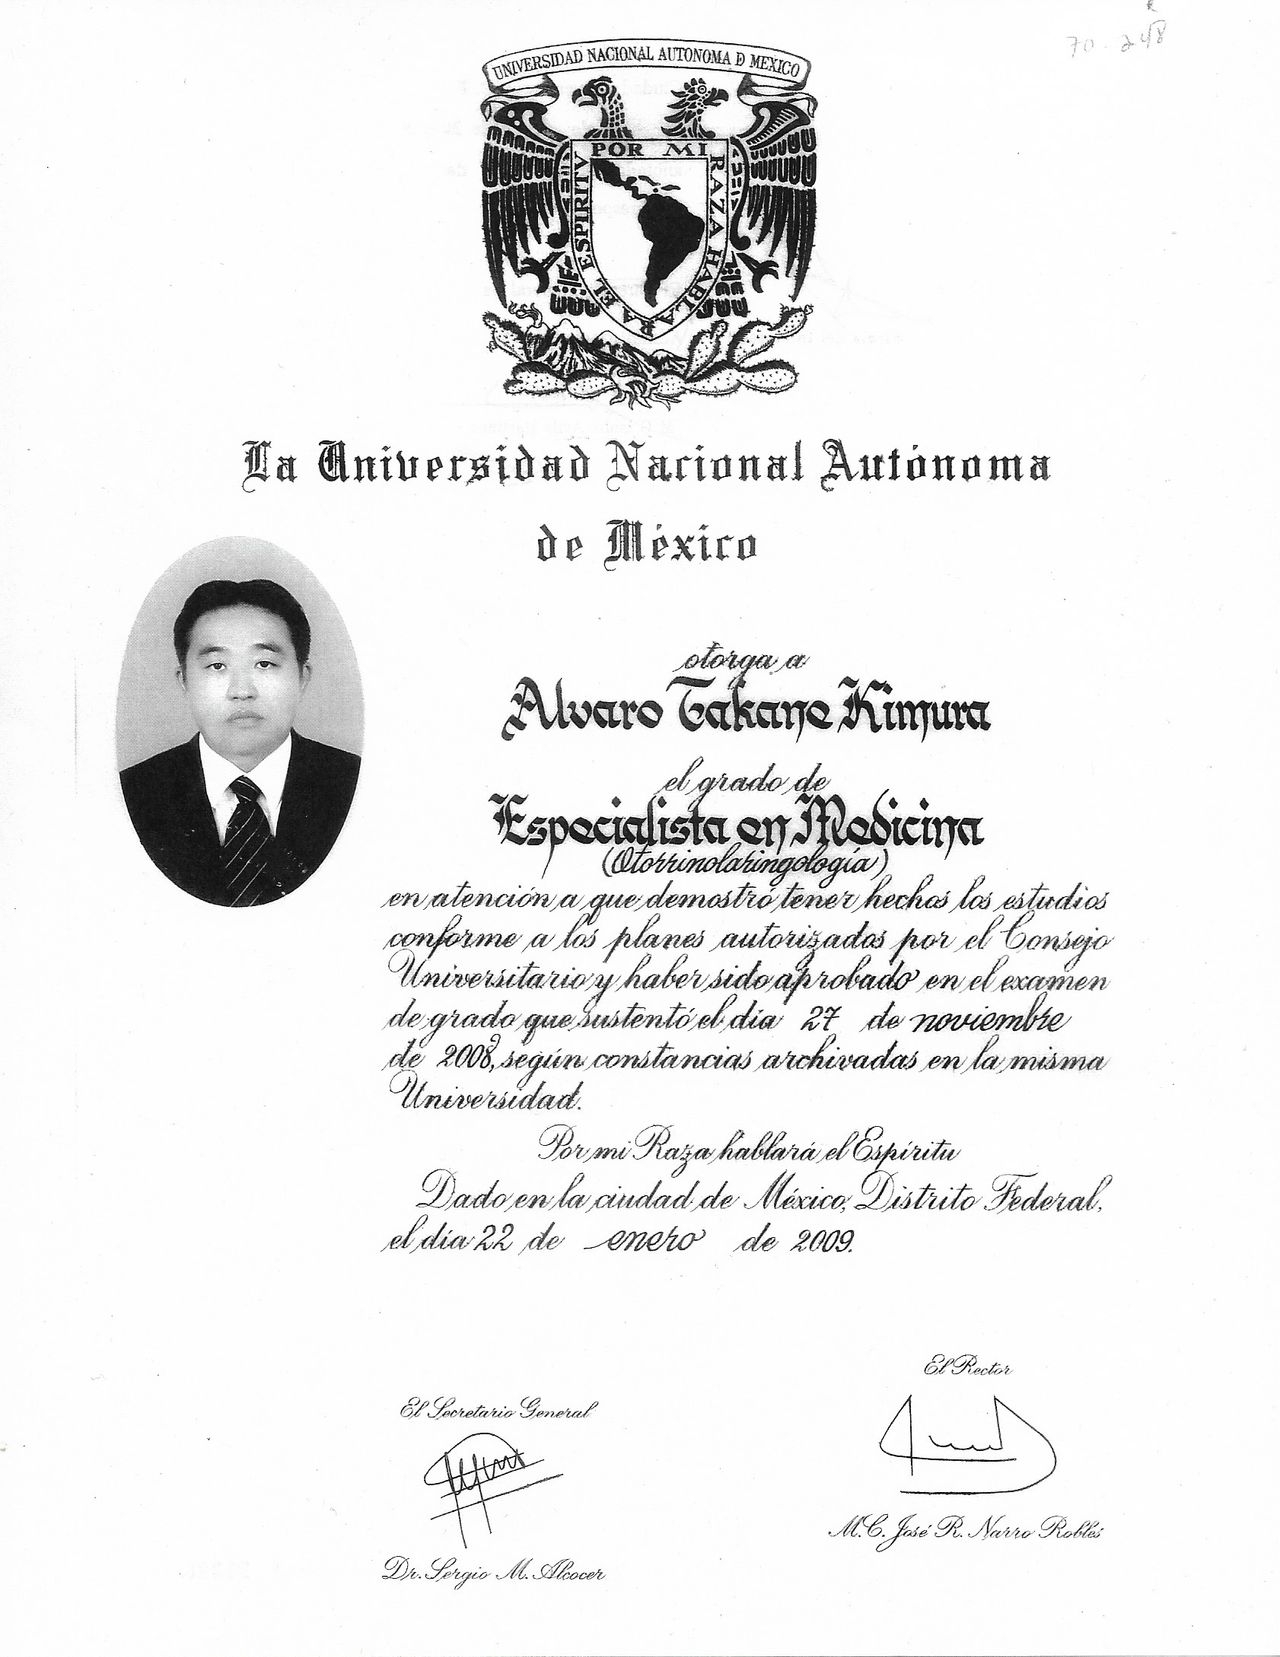 70-248
UNIVERSIDAD NACIONAL AUTONOMA D MEXICO
POR MI RAZA HABLARA EL ESPIRITV
La Universidad Nacional Autónoma
de México
otorga a
Alvaro Takane Kimura
el grado de
Especialista en Medicina
(Otorrinolaringología)
en atención a que demostró tener hechos los estudios
conforme a los planes autorizados por el Consejo
Universitario y haber sido aprobado en el examen
de grado que sustentó el día 27 de noviembre
de 2008, según constancias archivadas en la misma
Universidad.
Por mi Raza hablará el Espíritu
Dado en la ciudad de México, Distrito Federal,
el día 22 de enero de 2009.
El Rector
El Secretario General
M.C. José R. Narro Robles
Dr. Sergio M. Alcocer